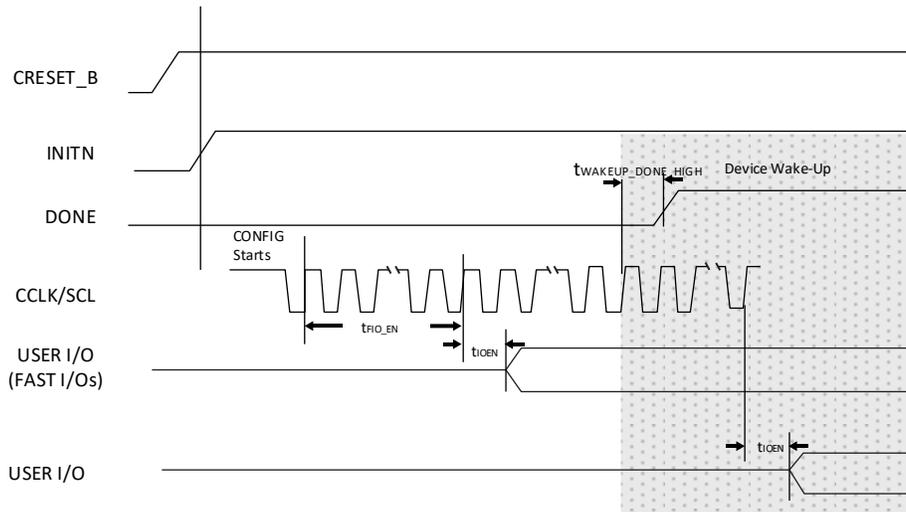 CRESET_B
INITN
tWAKEUP_DONE_HIGH
Device Wake-Up
DONE
CONFIG
Starts
CCLK/SCL
tFIO_EN
tIOEN
USER I/O
(FAST I/Os)
tIOEN
USER I/O